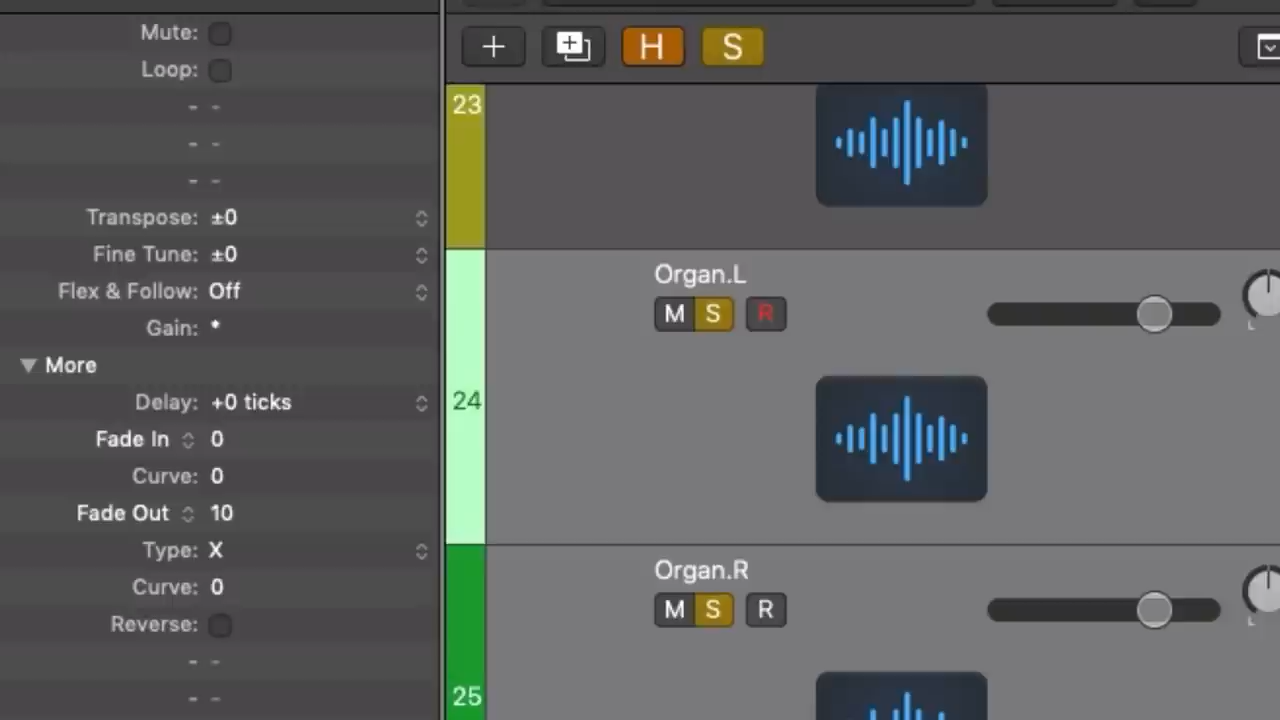 Mute:
Loop:
- -
- -
- -
Transpose: ±0
Fine Tune: ±0
Flex & Follow: Off
Gain: *
More
Delay: +0 ticks
Fade In 0
Curve: 0
Fade Out 10
Type: X
Curve: 0
Reverse:
- -
- -
+ H S
23
Organ.L
M S R
L
24
Organ.R
M S R
L
25